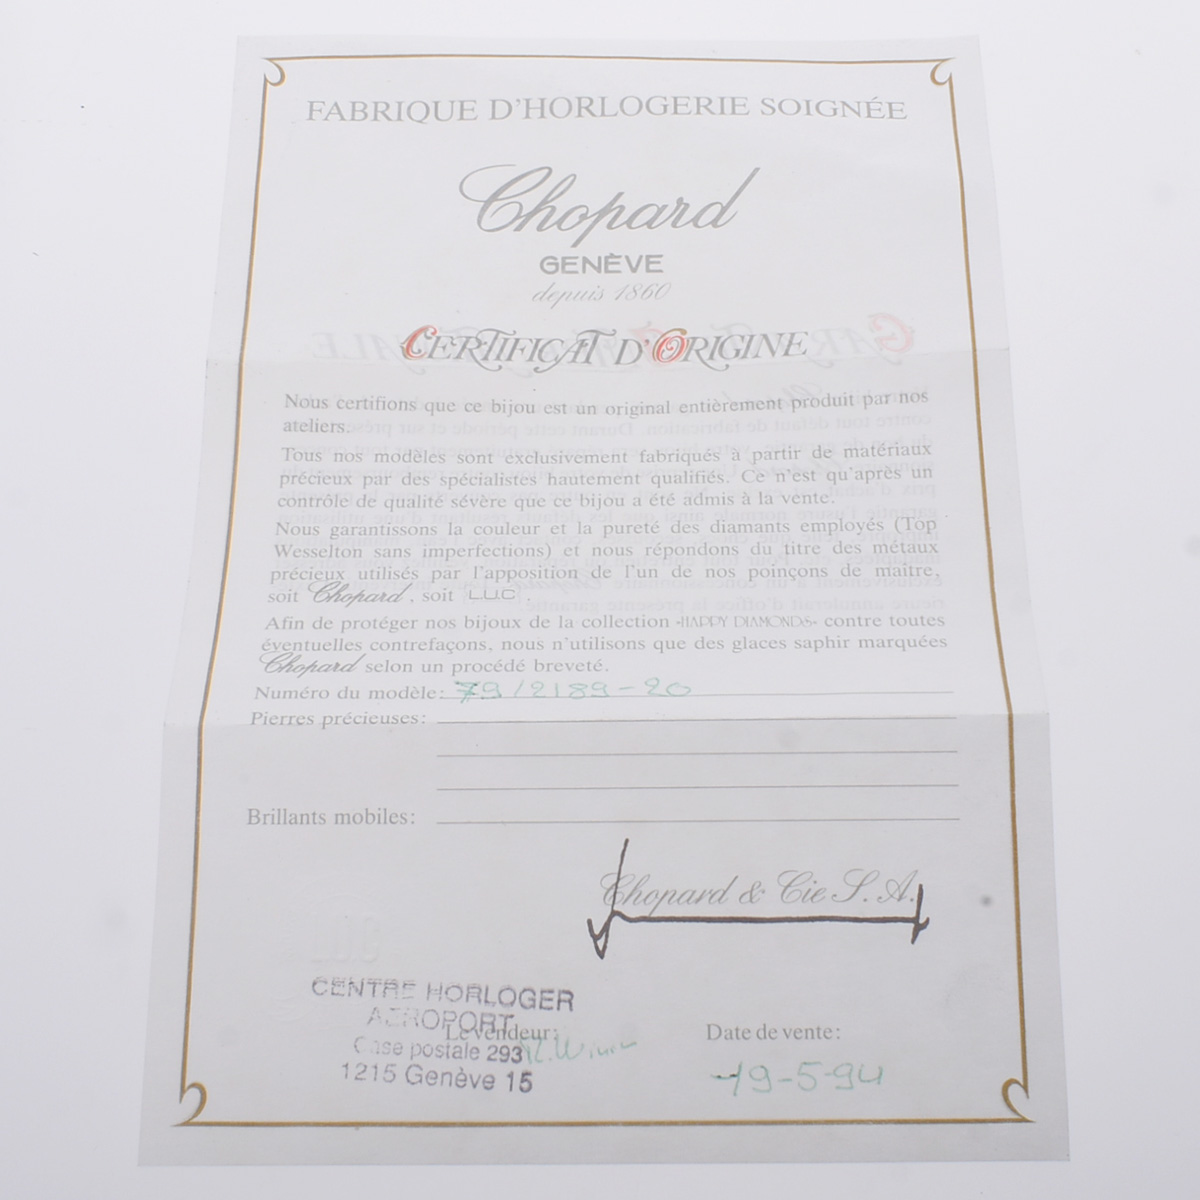 FABRIQUE D'HORLOGERIE SOIGNÉE
Chopard
GENÈVE
depuis 1860
CERTIFICAT D'ORIGINE
Nous certifions que ce bijou est un original entièrement produit par nos
ateliers.
Tous nos modèles sont exclusivement fabriqués à partir de matériaux
précieux par des spécialistes hautement qualifiés. Ce n'est qu'après un
contrôle de qualité sévère que ce bijou a été admis à la vente.
Nous garantissons la couleur et la pureté des diamants employés (Top
Wesselton sans imperfections) et nous répondons du titre des métaux
précieux utilisés par l'apposition de l'un de nos poinçons de maître,
soit Chopard, soit L.U.C.
Afin de protéger nos bijoux de la collection «HAPPY DIAMONDS» contre toutes
éventuelles contrefaçons, nous n'utilisons que des glaces saphir marquées
Chopard selon un procédé breveté.
Numéro du modèle: 79/2189-20
Pierres précieuses:
Brillants mobiles:
Chopard & Cie S.A.
CENTRE HORLOGER
AEROPORT
Case postale 293
1215 Genève 15
Le vendeur:
Date de vente:
19-5-94